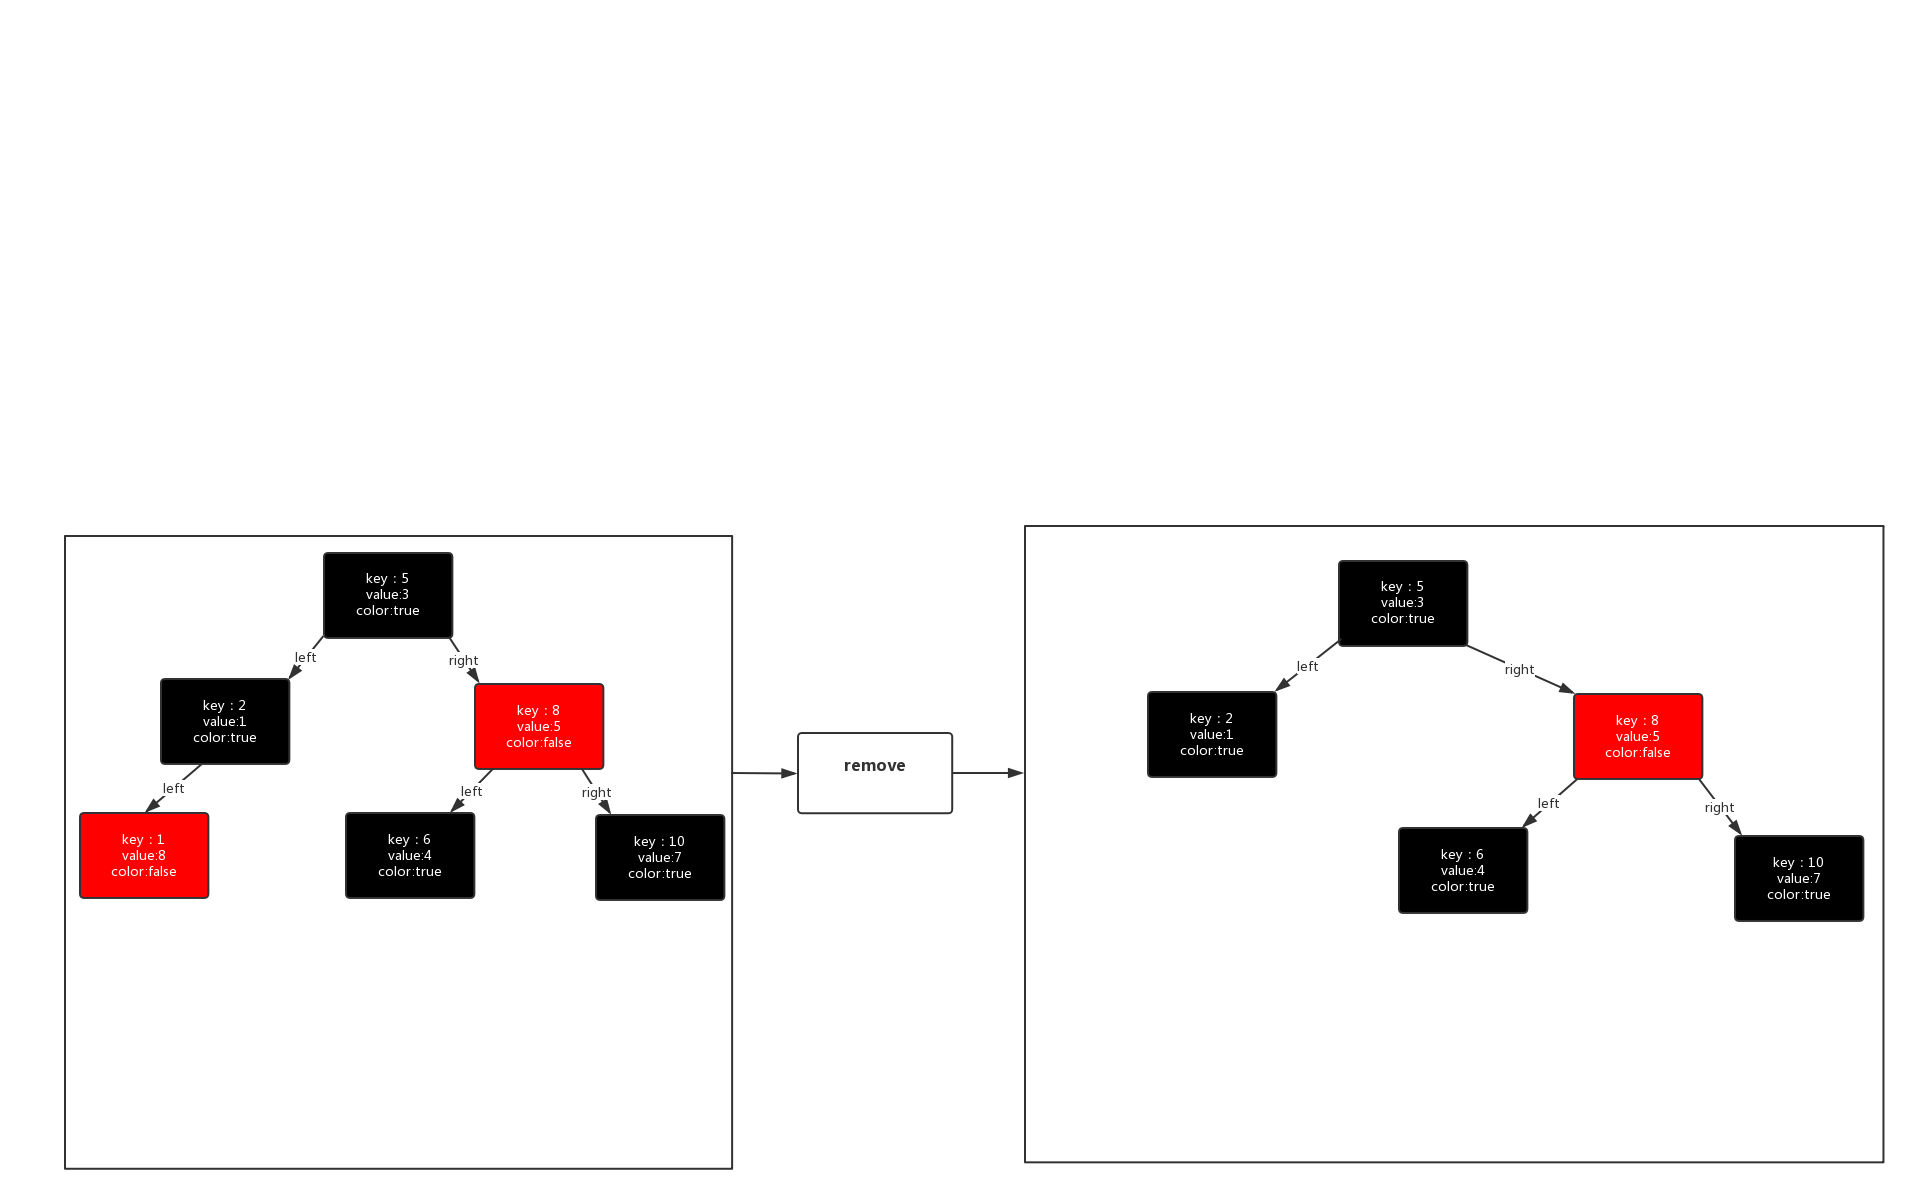 key：5
value:3
color:true
left
right
key：2
value:1
color:true
key：8
value:5
color:false
left
left
right
key：1
value:8
color:false
key：6
value:4
color:true
key：10
value:7
color:true
remove
key：5
value:3
color:true
left
right
key：2
value:1
color:true
key：8
value:5
color:false
left
right
key：6
value:4
color:true
key：10
value:7
color:true